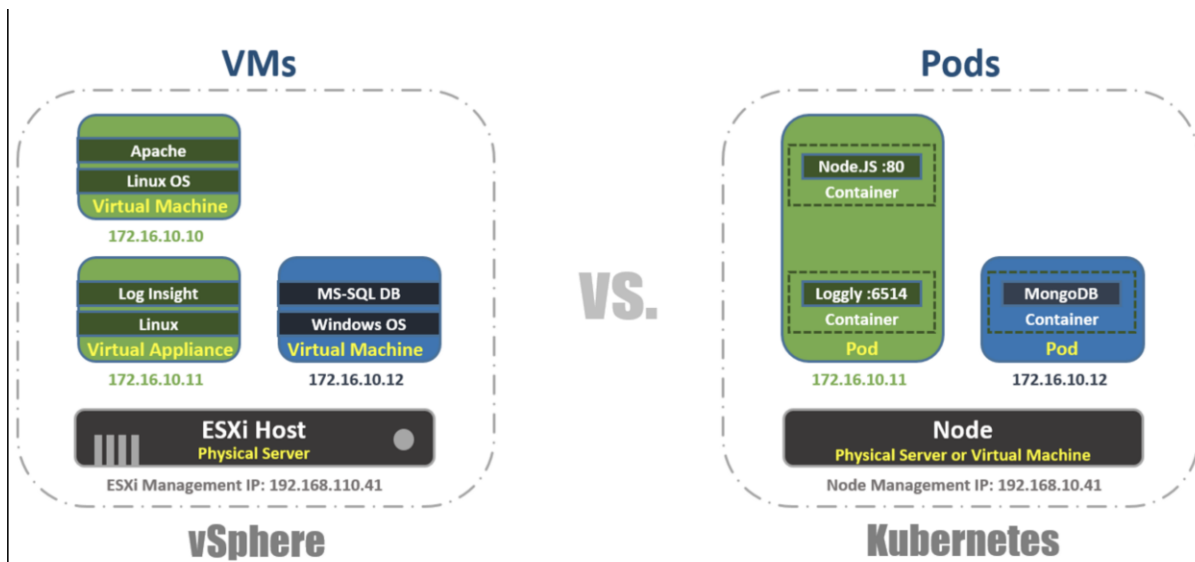 VMs
Apache
Linux OS
Virtual Machine
172.16.10.10
Log Insight
Linux
Virtual Appliance
172.16.10.11
MS-SQL DB
Windows OS
Virtual Machine
172.16.10.12
ESXi Host
Physical Server
ESXi Management IP: 192.168.110.41
vSphere
VS.
Pods
Node.JS :80
Container
Loggly :6514
Container
Pod
172.16.10.11
MongoDB
Container
Pod
172.16.10.12
Node
Physical Server or Virtual Machine
Node Management IP: 192.168.10.41
Kubernetes